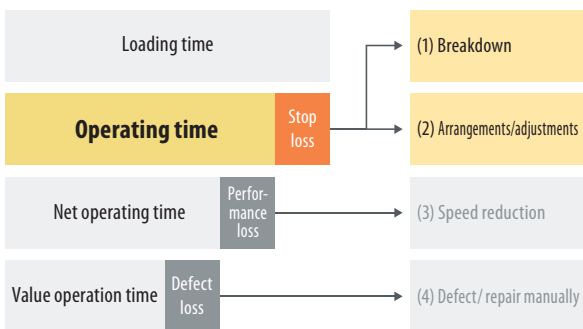 Loading time
(1) Breakdown
Operating time
Stop
loss
(2) Arrangements/adjustments
Net operating time
Perfor-
mance
loss
(3) Speed reduction
Value operation time
Defect
loss
(4) Defect/ repair manually